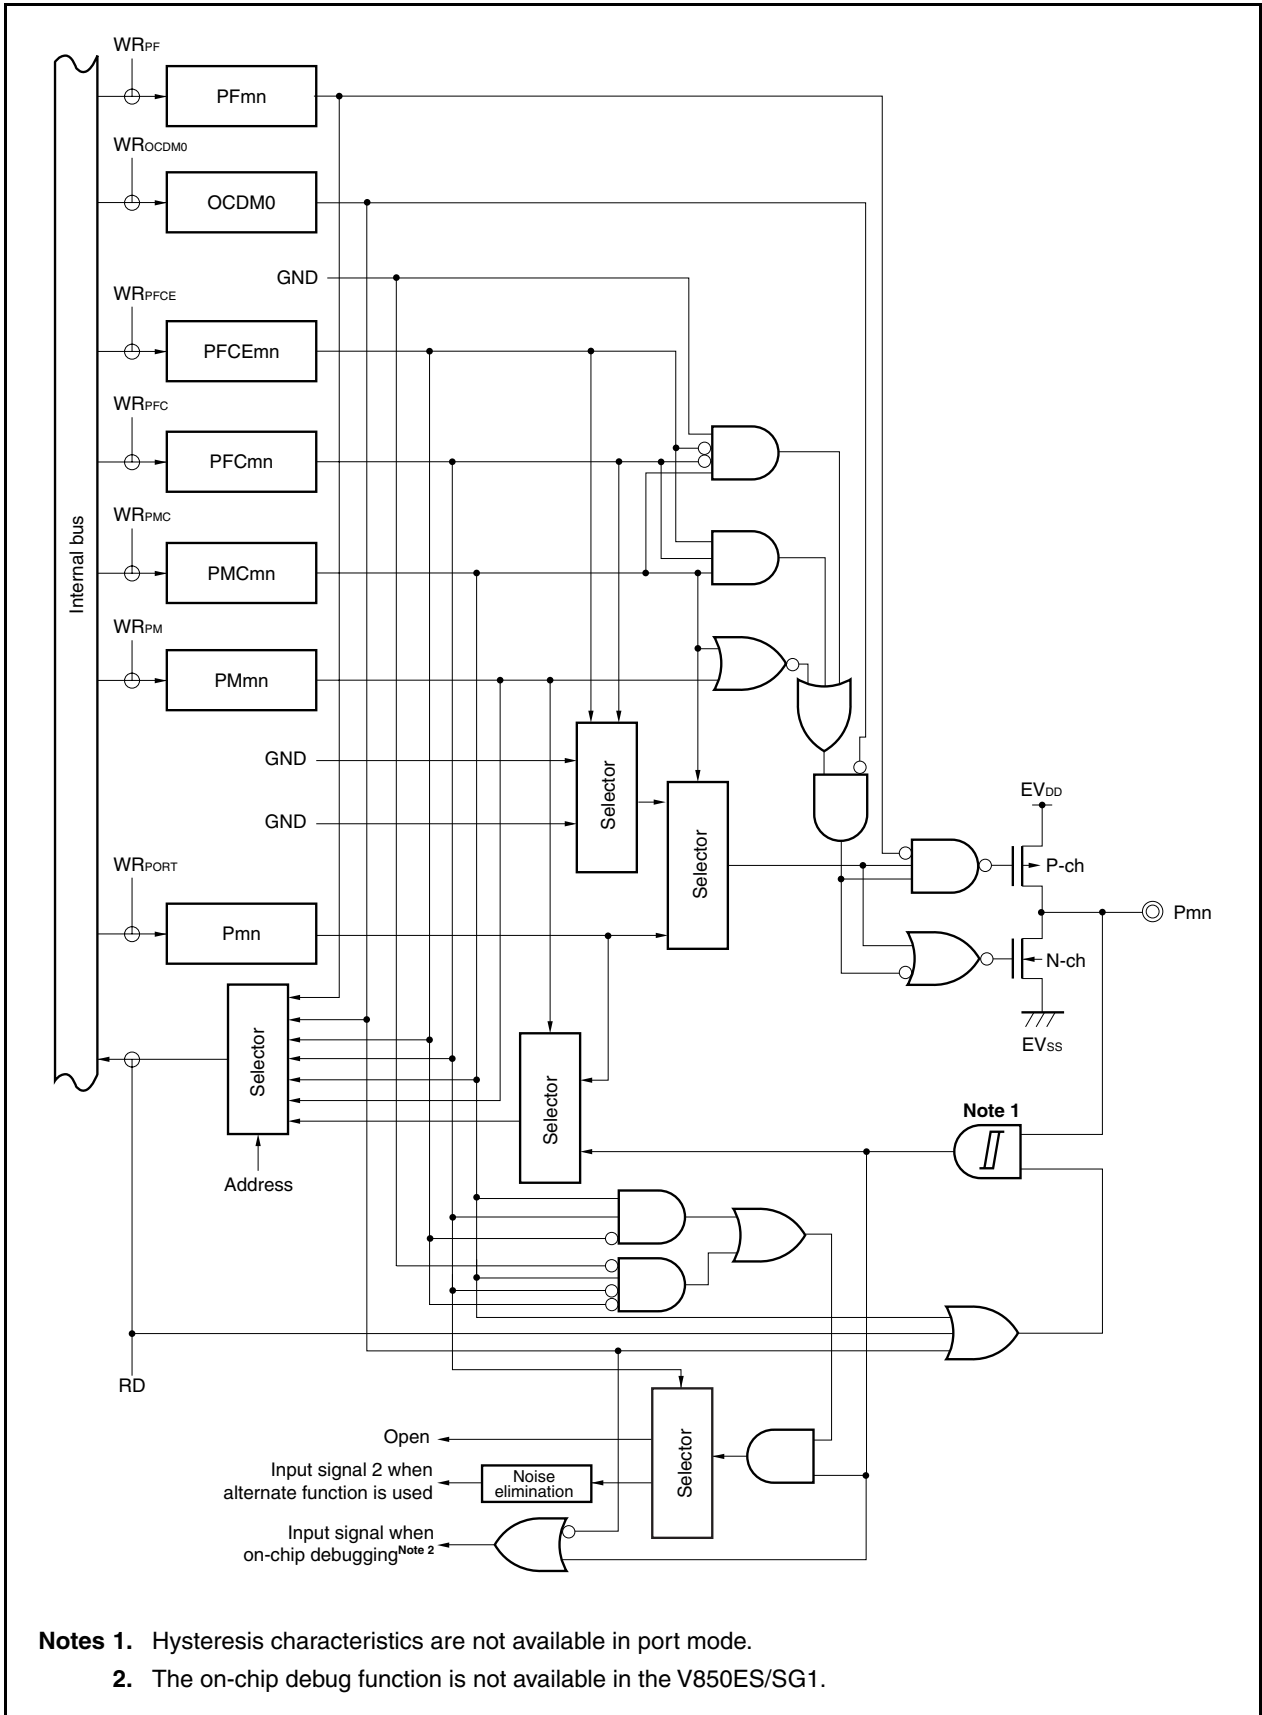 WRPF
PFmn
WROCDM0
OCDM0
GND
WRPFCE
PFCEmn
WRPFC
PFCmn
WRPMC
PMCmn
Internal bus
WRPM
PMmn
GND
Selector
GND
Selector
EVDD
P-ch
WRPORT
Pmn
Pmn
N-ch
EVSS
Selector
Selector
Address
Note 1
RD
Selector
Open
Input signal 2 when
alternate function is used
Noise
elimination
Input signal when
on-chip debugging Note 2
Notes 1. Hysteresis characteristics are not available in port mode.
2. The on-chip debug function is not available in the V850ES/SG1.